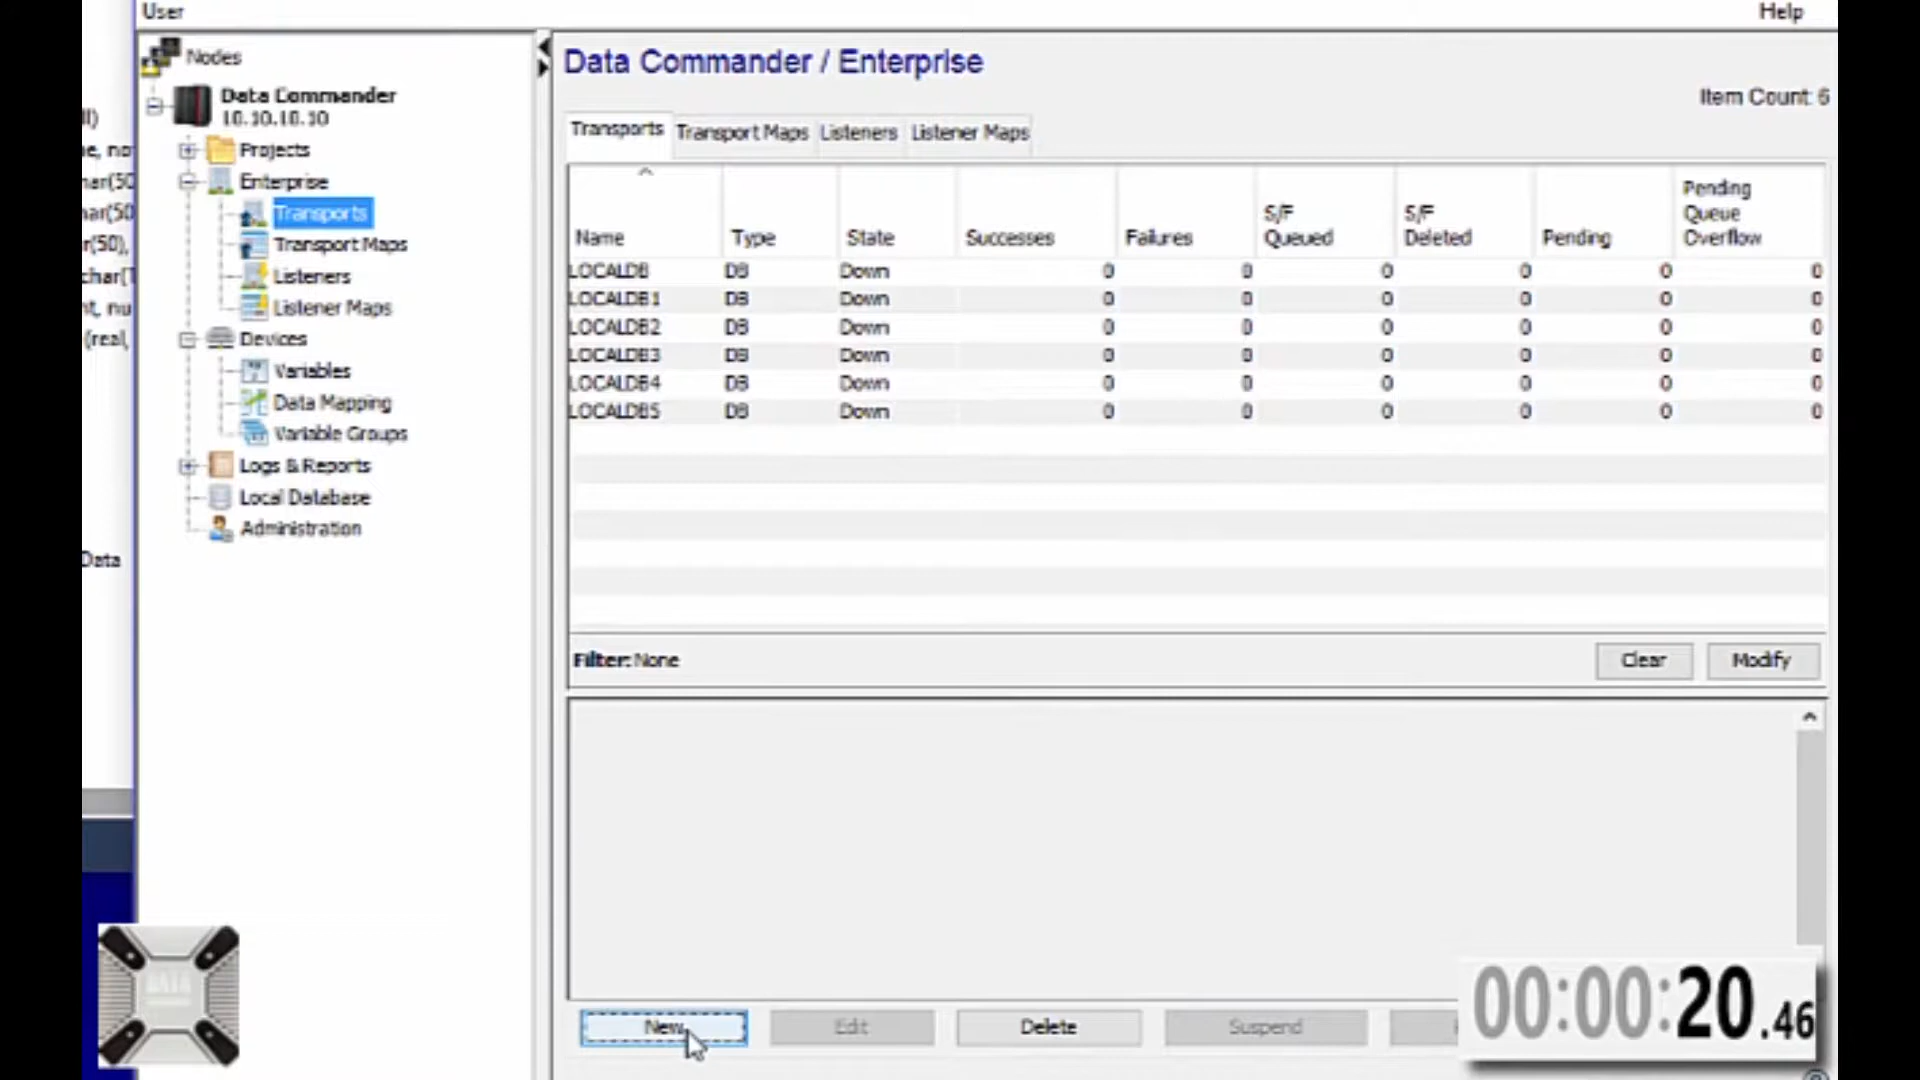 User
Help
Nodes
Data Commander
10.10.10.10
Projects
Enterprise
Transports
Transport Maps
Listeners
Listener Maps
Devices
Variables
Data Mapping
Variable Groups
Logs & Reports
Local Database
Administration
Data
Data Commander / Enterprise
Item Count: 6
Transports Transport Maps Listeners Listener Maps
Name Type State Successes Failures S/F Queued S/F Deleted Pending Pending Queue Overflow
LOCALDB DB Down 0 0 0 0 0 0
LOCALDB1 DB Down 0 0 0 0 0 0
LOCALDB2 DB Down 0 0 0 0 0 0
LOCALDB3 DB Down 0 0 0 0 0 0
LOCALDB4 DB Down 0 0 0 0 0 0
LOCALDB5 DB Down 0 0 0 0 0 0
Filter: None
Clear Modify
New Edit Delete Suspend
00:00:20.46
DATA